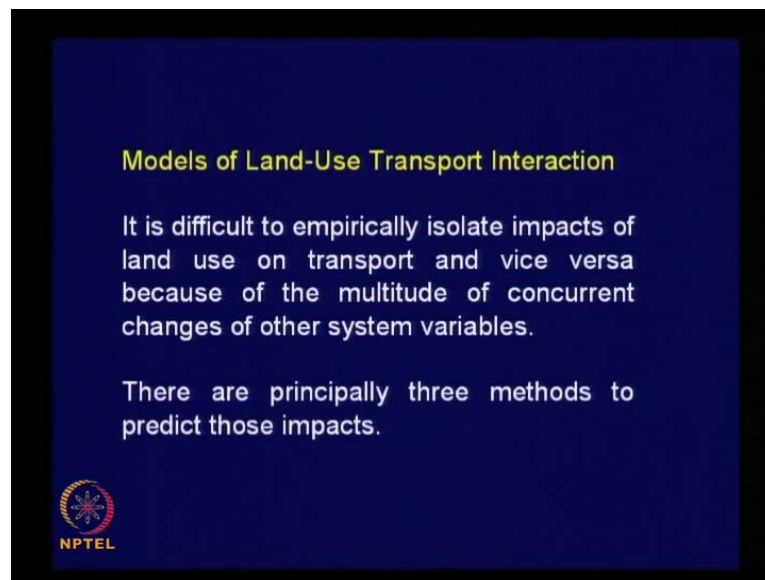 Models of Land-Use Transport Interaction
It is difficult to empirically isolate impacts of
land use on transport and vice versa
because of the multitude of concurrent
changes of other system variables.
There are principally three methods to
predict those impacts.
NPTEL